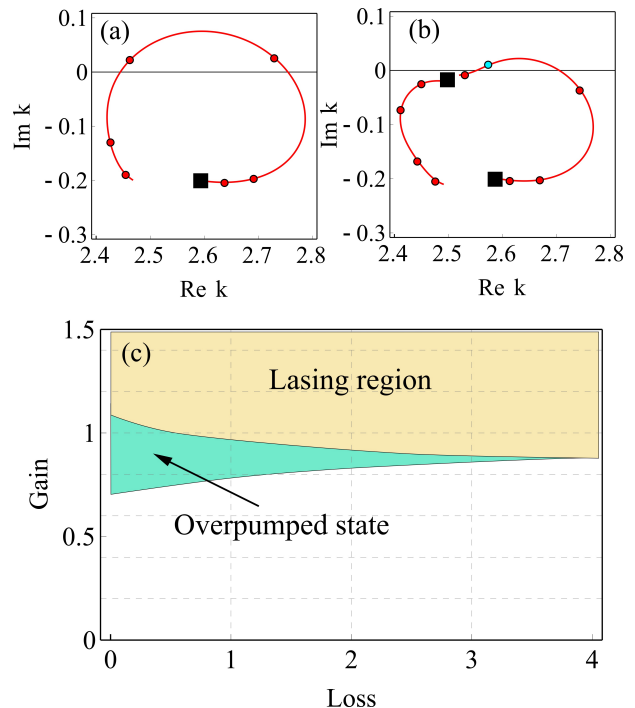 (a)
0.1
0
- 0.1
- 0.2
- 0.3
Im k
2.4 2.5 2.6 2.7 2.8
Re k
(b)
0.1
0
- 0.1
- 0.2
- 0.3
Im k
2.4 2.5 2.6 2.7 2.8
Re k
(c)
1.5
1
0.5
0
Gain
Lasing region
Overpumped state
0 1 2 3 4
Loss